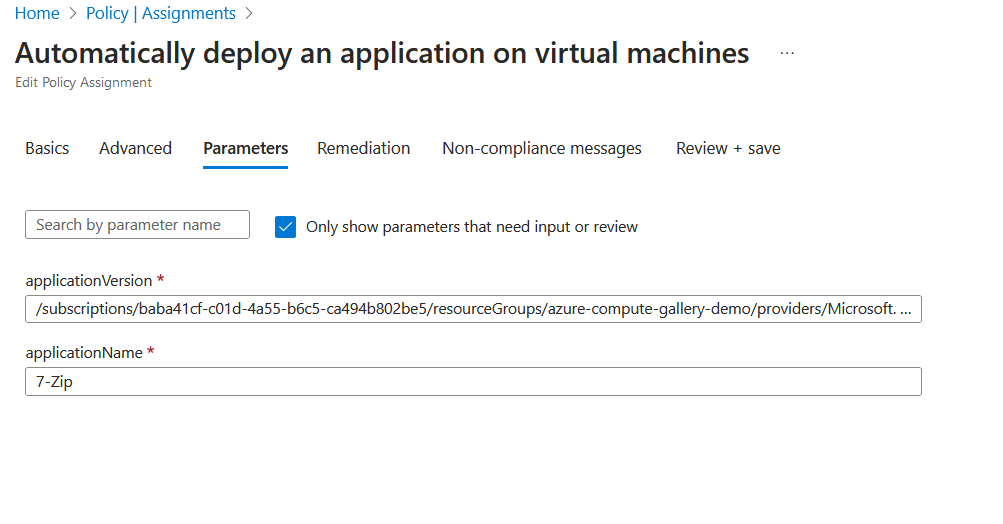 Home > Policy | Assignments >
Automatically deploy an application on virtual machines ...
Edit Policy Assignment
Basics Advanced Parameters Remediation Non-compliance messages Review + save
Search by parameter name Only show parameters that need input or review
applicationVersion *
/subscriptions/baba41cf-c01d-4a55-b6c5-ca494b802be5/resourceGroups/azure-compute-gallery-demo/providers/Microsoft. ...
applicationName *
7-Zip